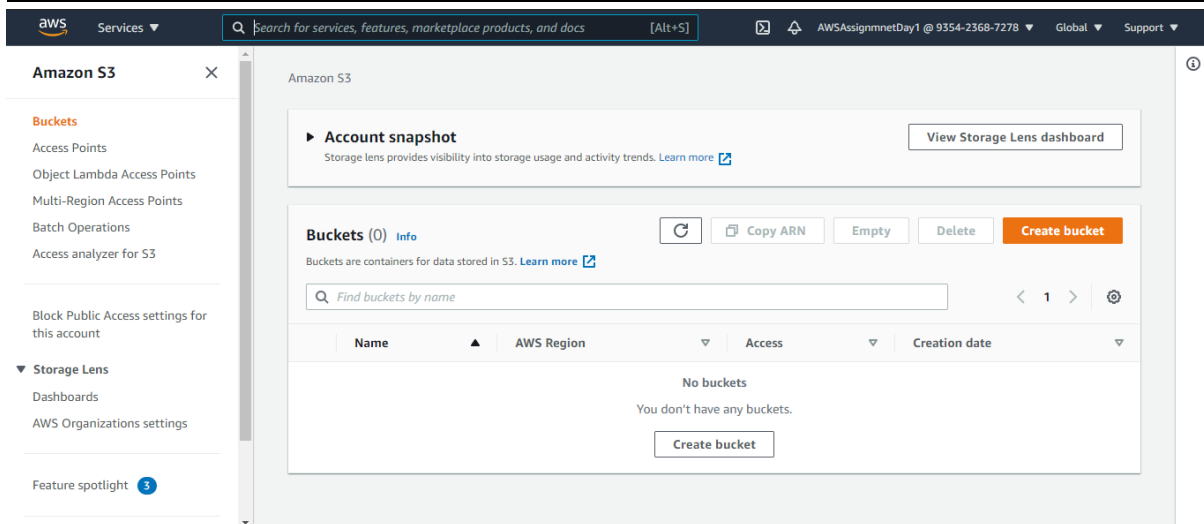 aws
Services ▼
Search for services, features, marketplace products, and docs
[Alt+S]
AWSAssignmnetDay1 @ 9354-2368-7278 ▼
Global ▼
Support ▼
Amazon S3
Buckets
Access Points
Object Lambda Access Points
Multi-Region Access Points
Batch Operations
Access analyzer for S3
Block Public Access settings for
this account
▼ Storage Lens
Dashboards
AWS Organizations settings
Feature spotlight 3
Amazon S3
Account snapshot
View Storage Lens dashboard
Storage lens provides visibility into storage usage and activity trends. Learn more
Buckets (0) Info
Copy ARN
Empty
Delete
Create bucket
Buckets are containers for data stored in S3. Learn more
Find buckets by name
1
Name
AWS Region
Access
Creation date
No buckets
You don't have any buckets.
Create bucket